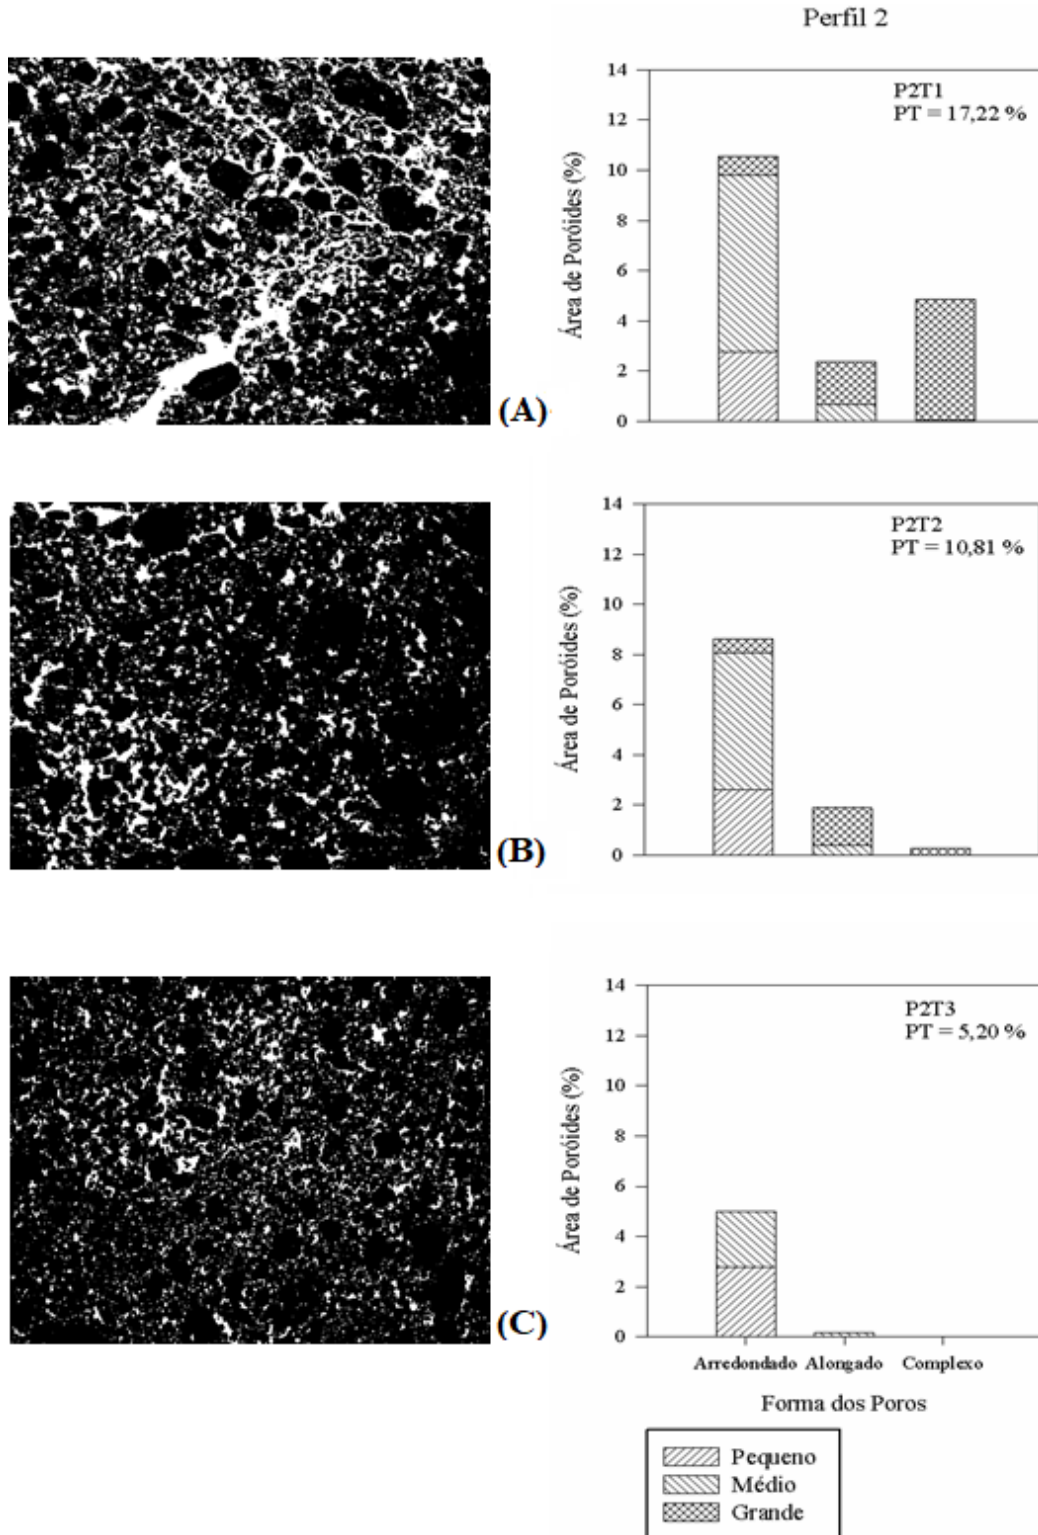 Perfil 2
14
12
10
8
6
4
2
0
Área de Poróides (%)
P2T1
PT = 17,22 %
(A)
14
12
10
8
6
4
2
0
Área de Poróides (%)
P2T2
PT = 10,81 %
(B)
14
12
10
8
6
4
2
0
Área de Poróides (%)
P2T3
PT = 5,20 %
(C)
Arredondado Alongado Complexo
Forma dos Poros
Pequeno
Médio
Grande